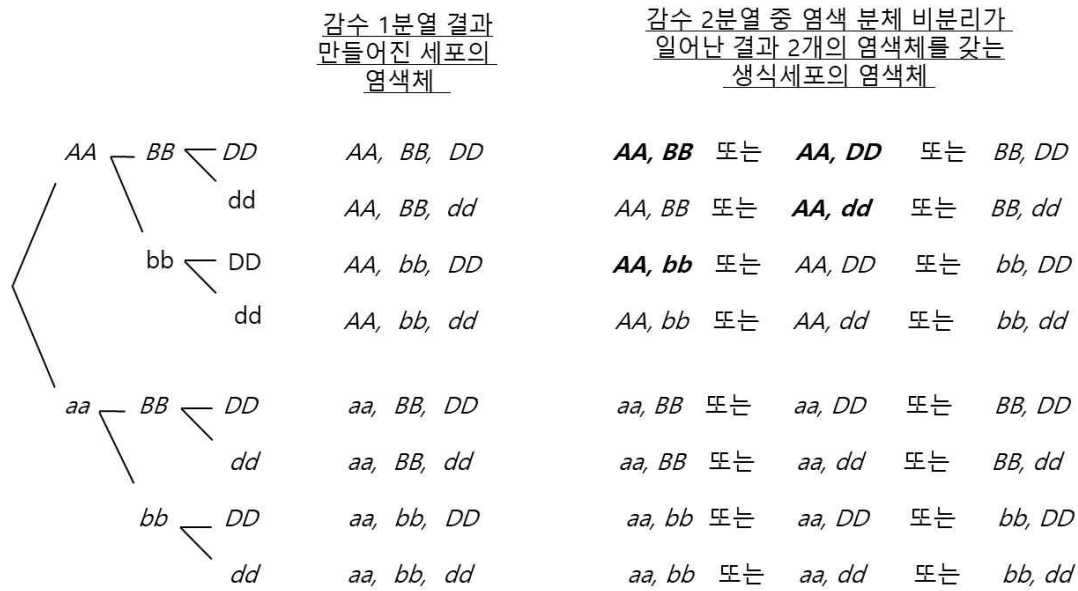 감수 1분열 결과
만들어진 세포의
염색체
감수 2분열 중 염색 분체 비분리가
일어난 결과 2개의 염색체를 갖는
생식세포의 염색체
AA BB DD AA, BB, DD AA, BB 또는 AA, DD 또는 BB, DD
dd AA, BB, dd AA, BB 또는 AA, dd 또는 BB, dd
bb DD AA, bb, DD AA, bb 또는 AA, DD 또는 bb, DD
dd AA, bb, dd AA, bb 또는 AA, dd 또는 bb, dd
aa BB DD aa, BB, DD aa, BB 또는 aa, DD 또는 BB, DD
dd aa, BB, dd aa, BB 또는 aa, dd 또는 BB, dd
bb DD aa, bb, DD aa, bb 또는 aa, DD 또는 bb, DD
dd aa, bb, dd aa, bb 또는 aa, dd 또는 bb, dd